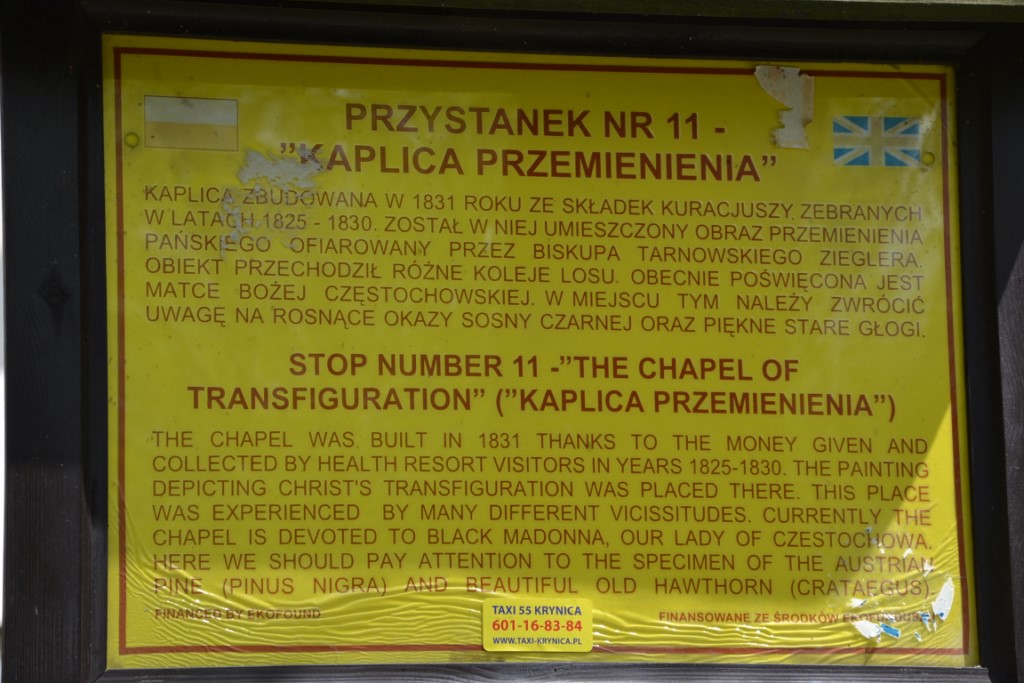 PRZYSTANEK NR 11 -
"KAPLICA PRZEMIENIENIA"
KAPLICA ZBUDOWANA W 1831 ROKU ZE SKŁADEK KURACJUSZY, ZEBRANYCH
W LATACH 1825 - 1830. ZOSTAŁ W NIEJ UMIESZCZONY OBRAZ PRZEMIENIENIA
PAŃSKIEGO OFIAROWANY PRZEZ BISKUPA TARNOWSKIEGO ZIEGLERA.
OBIEKT PRZECHODZIŁ RÓŻNE KOLEJE LOSU. OBECNIE POŚWIĘCONA JEST
MATCE BOŻEJ CZĘSTOCHOWSKIEJ. W MIEJSCU TYM NALEŻY ZWRÓCIĆ
UWAGĘ NA ROSNĄCE OKAZY SOSNY CZARNEJ ORAZ PIĘKNE STARE GŁOGI.
STOP NUMBER 11 -"THE CHAPEL OF
TRANSFIGURATION" ("KAPLICA PRZEMIENIENIA")
THE CHAPEL WAS BUILT IN 1831 THANKS TO THE MONEY GIVEN AND
COLLECTED BY HEALTH RESORT VISITORS IN YEARS 1825-1830. THE PAINTING
DEPICTING CHRIST'S TRANSFIGURATION WAS PLACED THERE. THIS PLACE
WAS EXPERIENCED BY MANY DIFFERENT VICISSITUDES. CURRENTLY THE
CHAPEL IS DEVOTED TO BLACK MADONNA, OUR LADY OF CZESTOCHOWA.
HERE WE SHOULD PAY ATTENTION TO THE SPECIMEN OF THE AUSTRIAN
PINE (PINUS NIGRA) AND BEAUTIFUL OLD HAWTHORN (CRATAEGUS).
FINANCED BY EKOFOUND
FINANSOWANE ZE ŚRODKÓW
TAXI 55 KRYNICA
601-16-83-84
WWW.TAXI-KRYNICA.PL